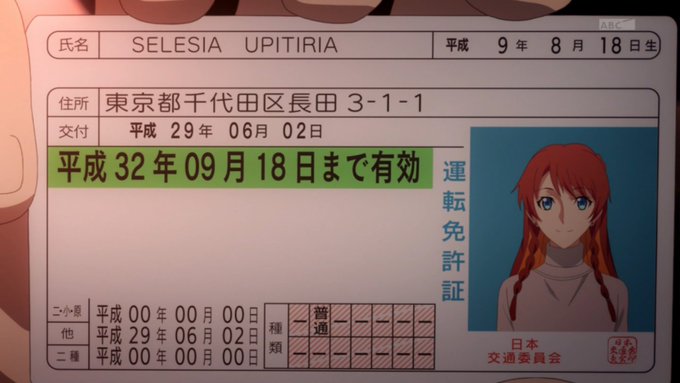 ABC
氏名 SELESIA UPITIRIA 平成 9年 8月 18日生
住所 東京都千代田区長田3-1-1
交付 平成 29年 06月 02日
平成32年09月18日まで有効
運転免許証
二・小・原 平成 00年 00月 00日
他 平成 29年 06月 02日
二種 平成 00年 00月 00日
種類 普通
日本
交通委員会